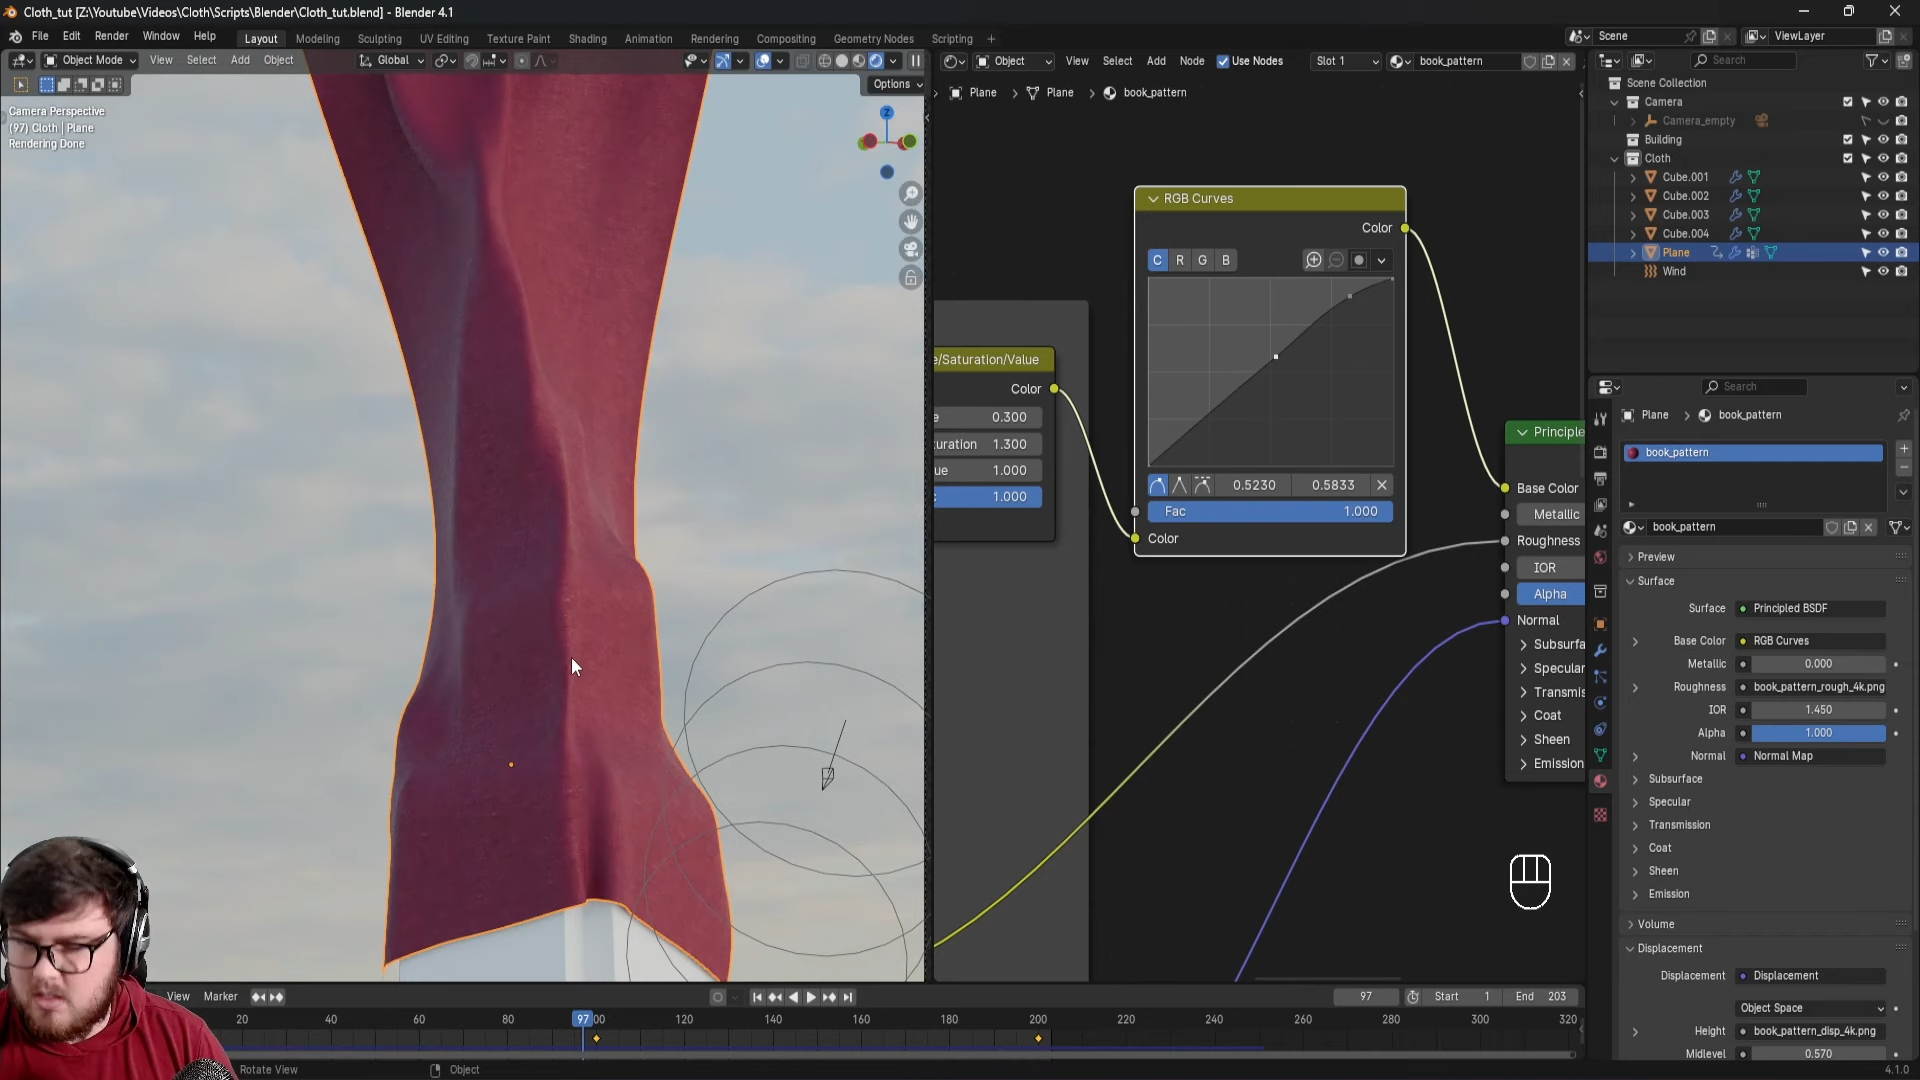 Cloth_tut [Z:\Youtube\Videos\Cloth\Scripts\Blender\Cloth_tut.blend] - Blender 4.1
File Edit Render Window Help Layout Modeling Sculpting UV Editing Texture Paint Shading Animation Rendering Compositing Geometry Nodes Scripting + Scene ViewLayer
Object Mode View Select Add Object Global Object View Select Add Node Use Nodes Slot 1 book_pattern Search
Options
Camera Perspective
(97) Cloth | Plane
Rendering Done
Z
Plane > Plane > book_pattern
Scene Collection
Camera
Camera_empty
Building
Cloth
Cube.001
Cube.002
Cube.003
Cube.004
Plane
Wind
RGB Curves
Color
C R G B
0.5230 0.5833
Fac 1.000
Color
e/Saturation/Value
Color
e 0.300
uration 1.300
ue 1.000
1.000
Principle
Base Color
Metallic
Roughness
IOR
Alpha
Normal
Subsurfa
Specular
Transmis
Coat
Sheen
Emission
Search
Plane > book_pattern
book_pattern
book_pattern
Preview
Surface
Surface Principled BSDF
Base Color RGB Curves
Metallic 0.000
Roughness book_pattern_rough_4k.png
IOR 1.450
Alpha 1.000
Normal Normal Map
Subsurface
Specular
Transmission
Coat
Sheen
Emission
Volume
Displacement
Displacement Displacement
Object Space
Height book_pattern_disp_4k.png
Midlevel 0.570
View Marker 97 Start 1 End 203
20 40 60 80 97 100 120 140 160 180 200 220 240 260 280 300 320
Rotate View Object 4.1.0